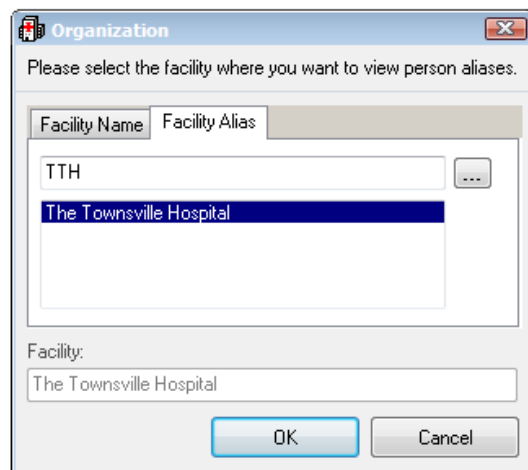 Organization
Please select the facility where you want to view person aliases.
Facility Name Facility Alias
TTH ...
The Townsville Hospital
Facility:
The Townsville Hospital
OK Cancel